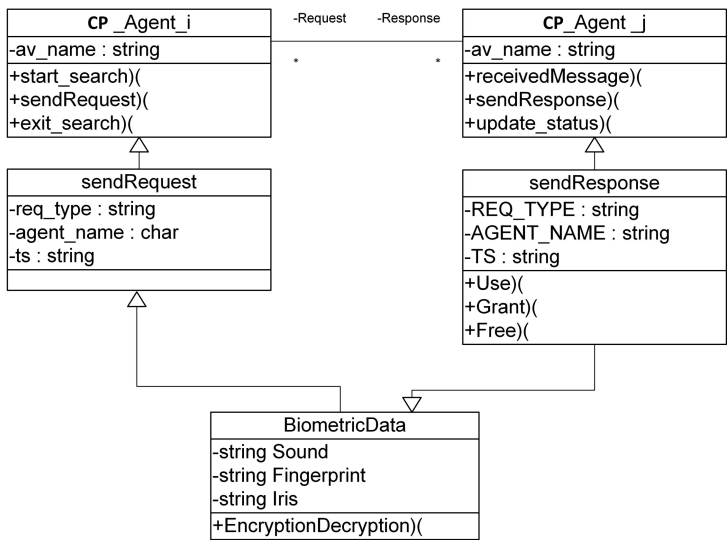 CP _Agent_i
-av_name : string
+start_search)(
+sendRequest)(
+exit_search)(
-Request
-Response
*
*
CP_Agent _j
-av_name : string
+receivedMessage)(
+sendResponse)(
+update_status)(
sendRequest
-req_type : string
-agent_name : char
-ts : string
sendResponse
-REQ_TYPE : string
-AGENT_NAME : string
-TS : string
+Use)(
+Grant)(
+Free)(
BiometricData
-string Sound
-string Fingerprint
-string Iris
+EncryptionDecryption)(